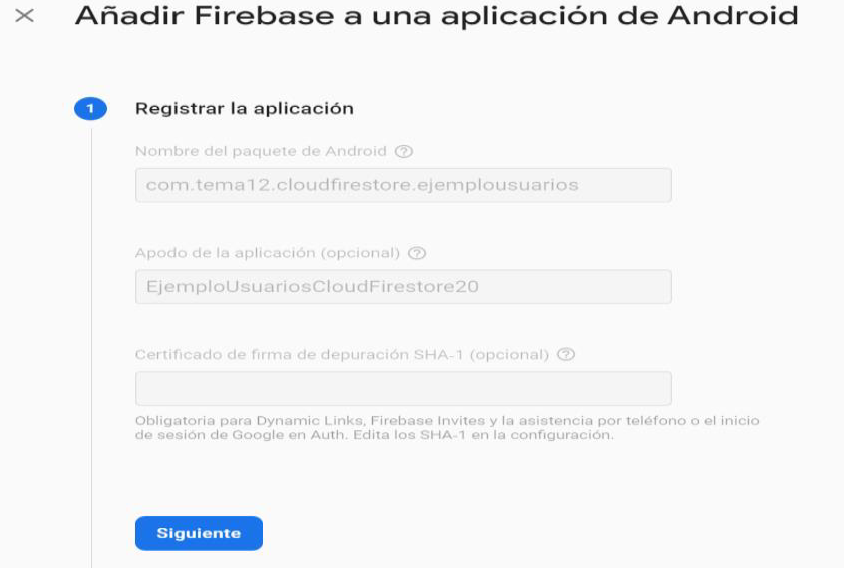 Añadir Firebase a una aplicación de Android
1 Registrar la aplicación
Nombre del paquete de Android
com.tema12.cloudfirestore.ejemplousuarios
Apodo de la aplicación (opcional)
EjemploUsuariosCloudFirestore20
Certificado de firma de depuración SHA-1 (opcional)
Obligatoria para Dynamic Links, Firebase Invites y la asistencia por teléfono o el inicio
de sesión de Google en Auth. Edita los SHA-1 en la configuración.
Siguiente